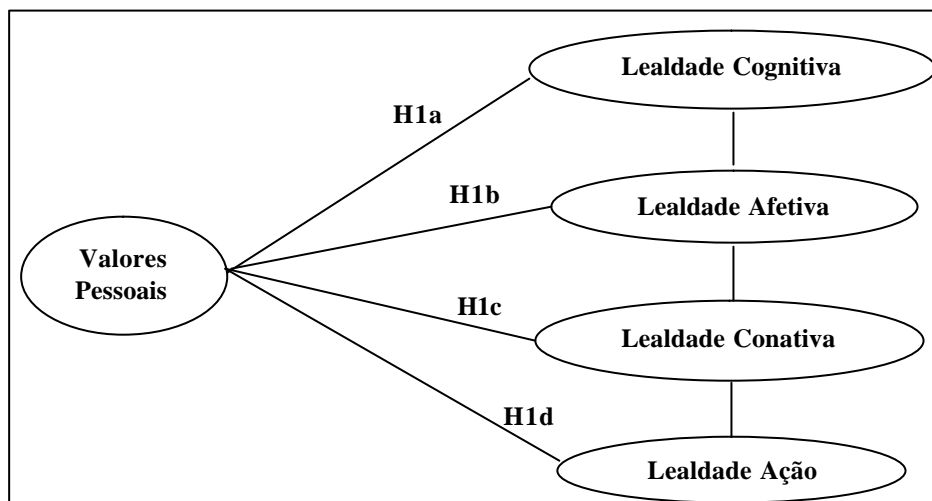 Lealdade Cognitiva
H1a
H1b
Lealdade Afetiva
Valores
Pessoais
H1c
Lealdade Conativa
H1d
Lealdade Ação